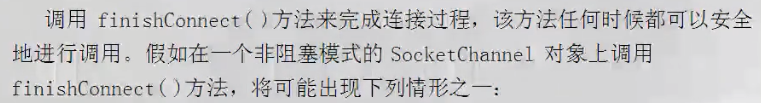 调用 finishConnect()方法来完成连接过程，该方法任何时候都可以安全
地进行调用。假如在一个非阻塞模式的 SocketChannel 对象上调用
finishConnect()方法，将可能出现下列情形之一：